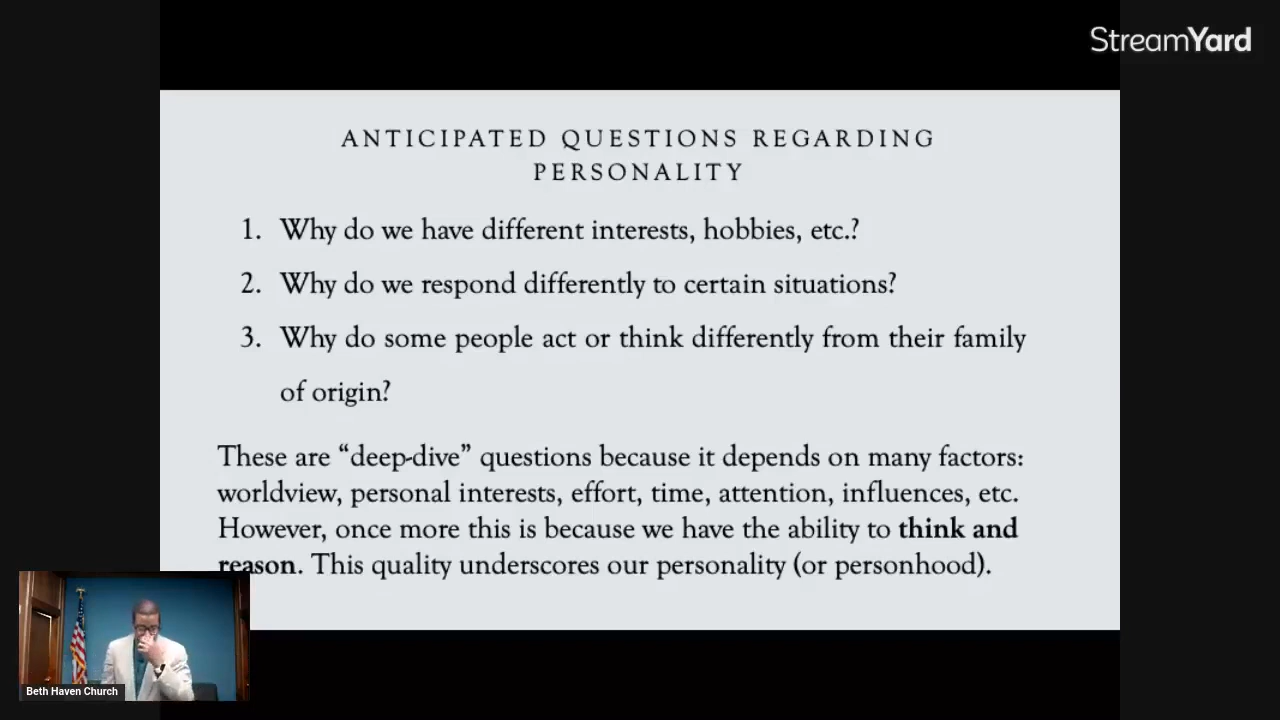 StreamYard
ANTICIPATED QUESTIONS REGARDING
PERSONALITY
1. Why do we have different interests, hobbies, etc.?
2. Why do we respond differently to certain situations?
3. Why do some people act or think differently from their family
of origin?
These are “deep-dive” questions because it depends on many factors:
worldview, personal interests, effort, time, attention, influences, etc.
However, once more this is because we have the ability to think and
reason. This quality underscores our personality (or personhood).
Beth Haven Church